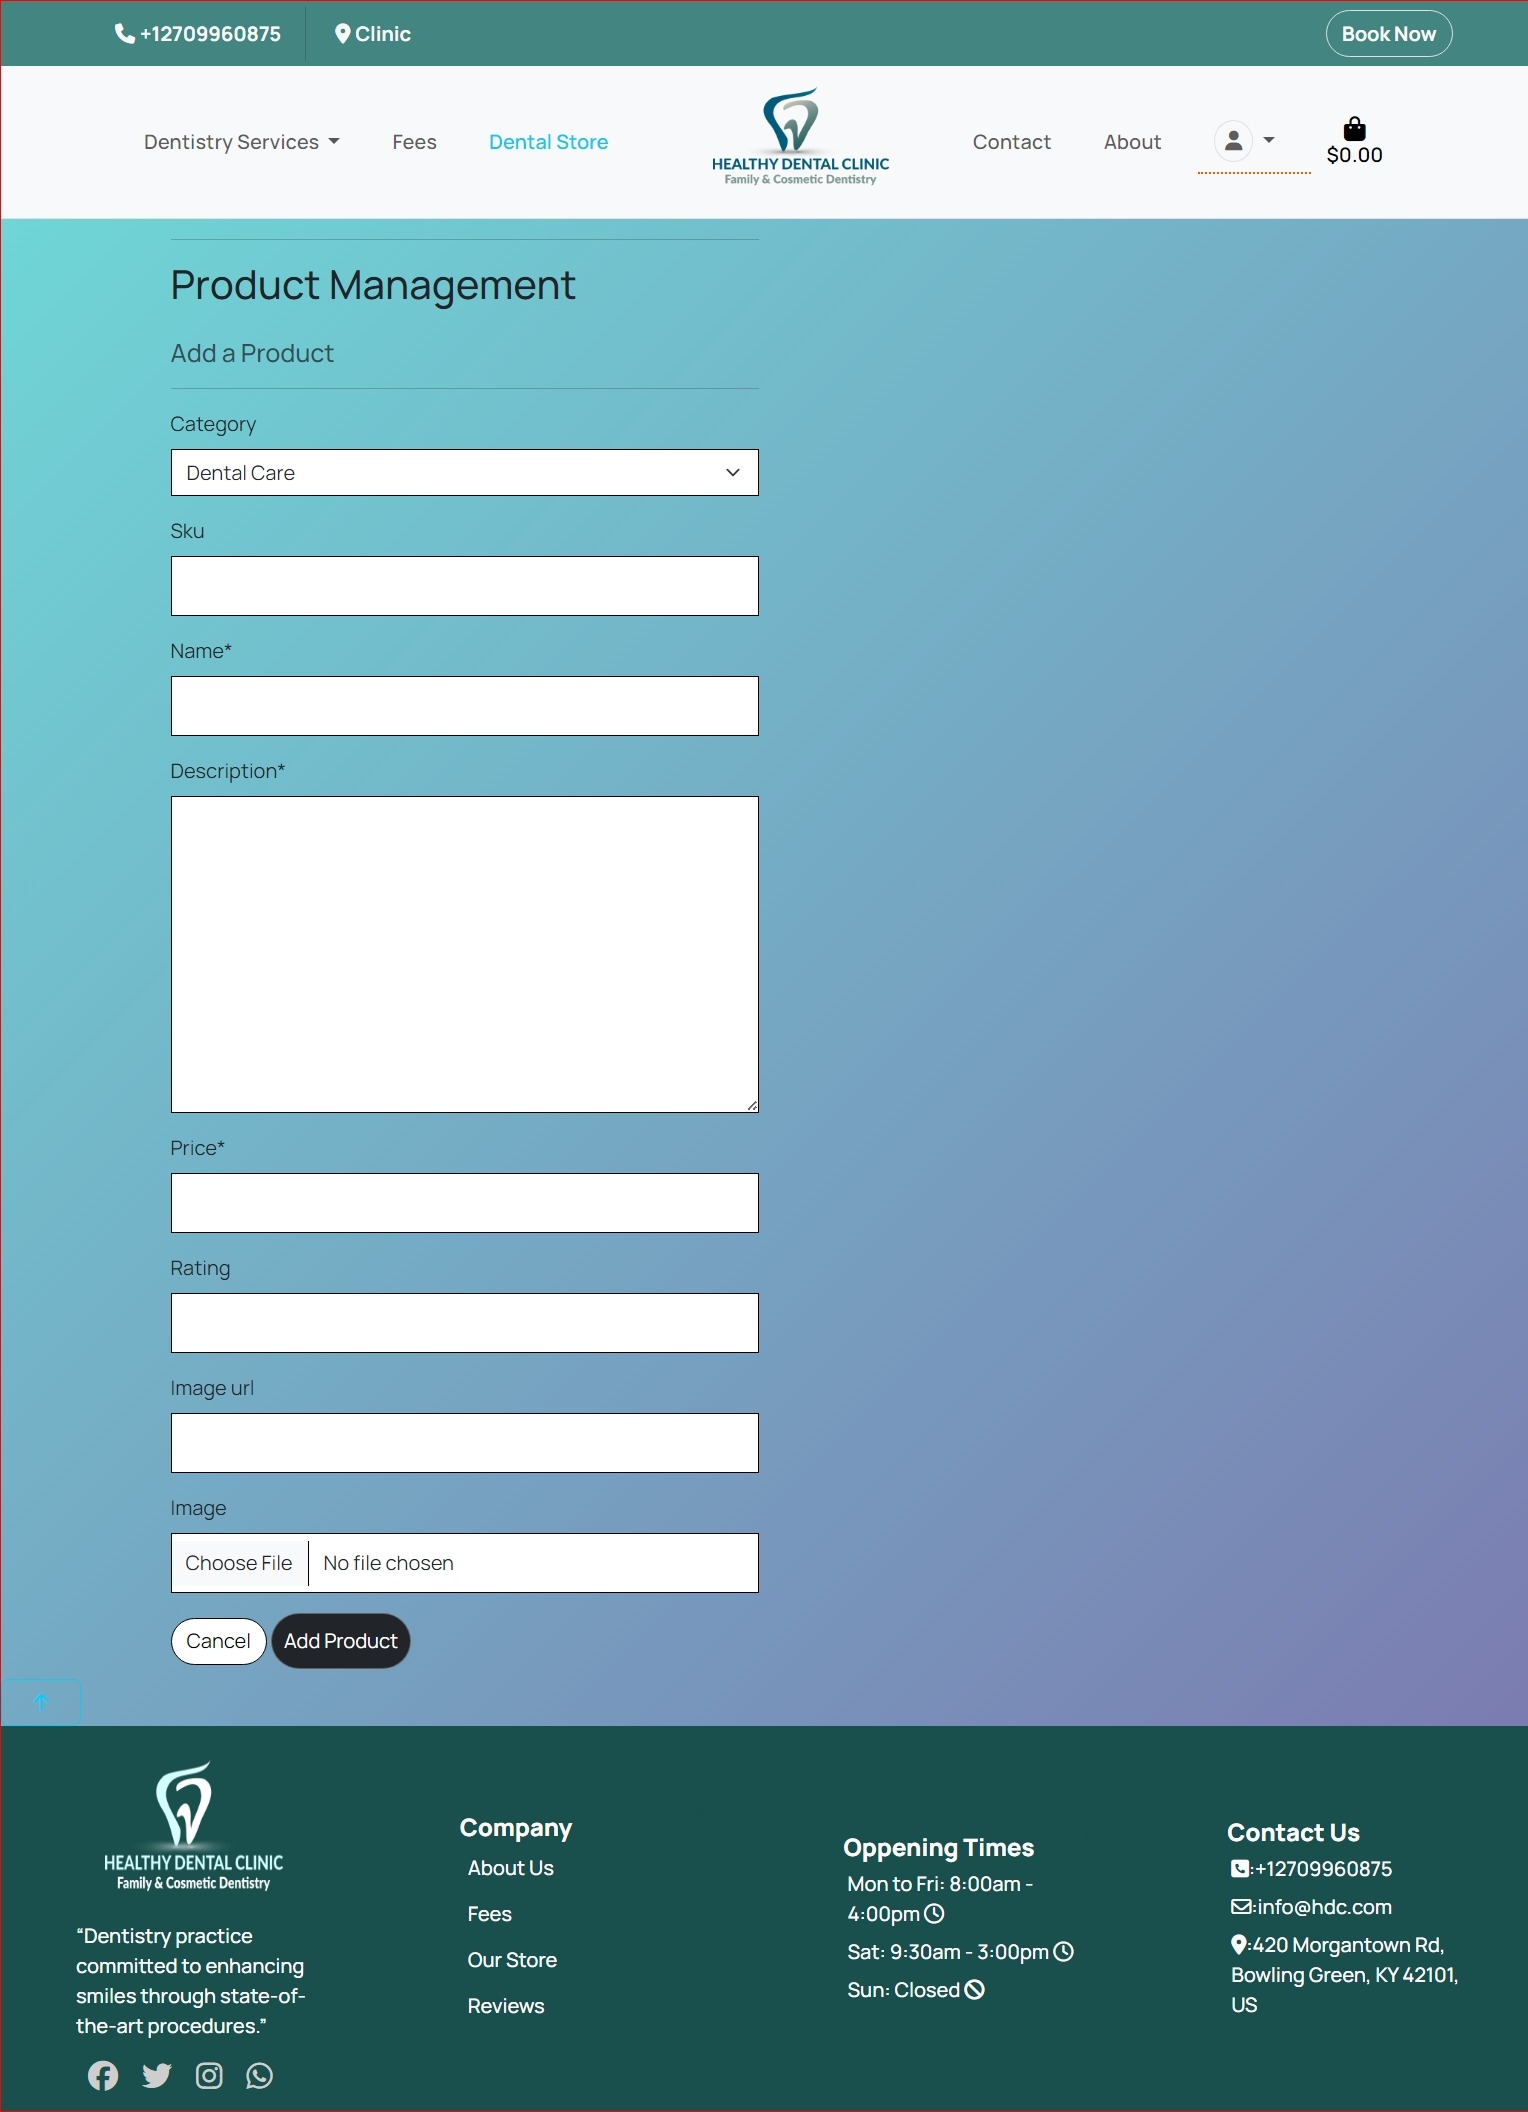 +12709960875
Clinic
Book Now
Dentistry Services
Fees
Dental Store
HEALTHY DENTAL CLINIC
Family & Cosmetic Dentistry
Contact
About
$0.00
Product Management
Add a Product
Category
Dental Care
Sku
Name*
Description*
Price*
Rating
Image url
Image
Choose File
No file chosen
Cancel
Add Product
HEALTHY DENTAL CLINIC
Family & Cosmetic Dentistry
“Dentistry practice
committed to enhancing
smiles through state-of-
the-art procedures.”
Company
About Us
Fees
Our Store
Reviews
Oppening Times
Mon to Fri: 8:00am -
4:00pm
Sat: 9:30am - 3:00pm
Sun: Closed
Contact Us
:+12709960875
:info@hdc.com
:420 Morgantown Rd,
Bowling Green, KY 42101,
US